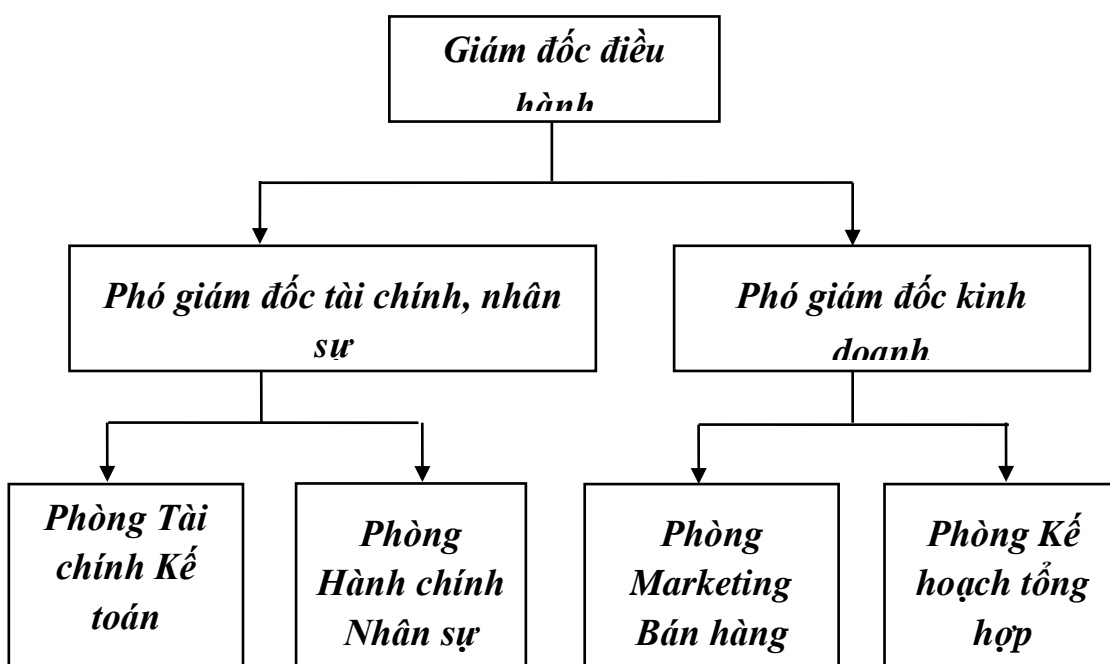 Giám đốc điều
hành
Phó giám đốc tài chính, nhân
sự
Phó giám đốc kinh
doanh
Phòng Tài
chính Kế
toán
Phòng
Hành chính
Nhân sự
Phòng
Marketing
Bán hàng
Phòng Kế
hoạch tổng
hợp